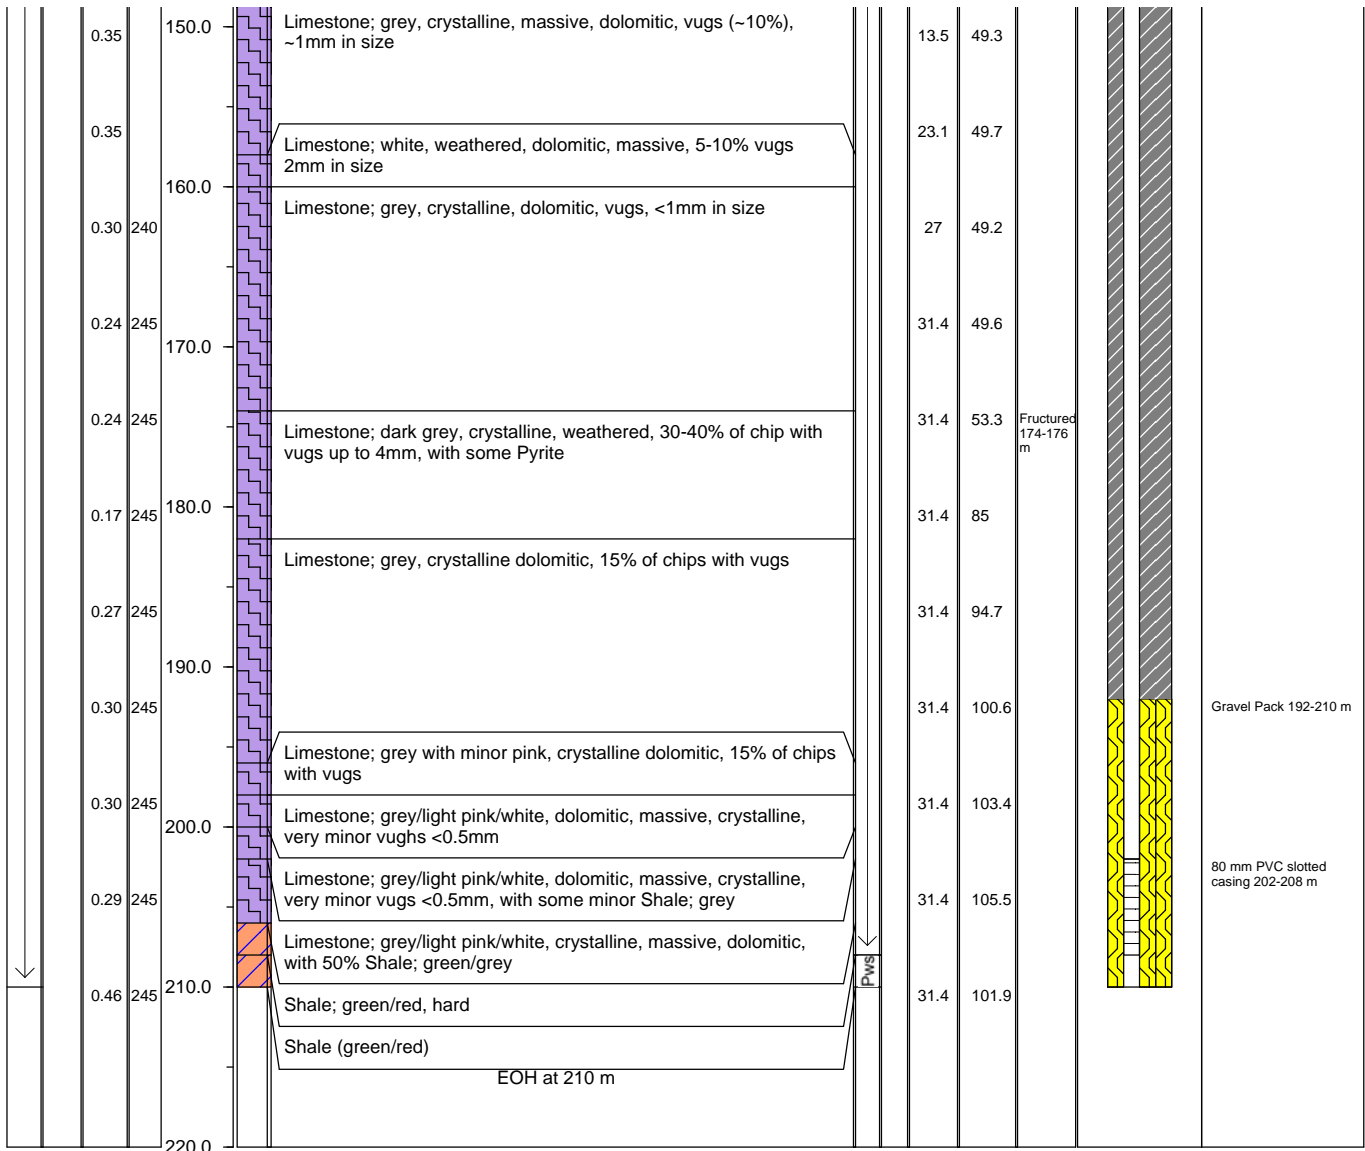 150.0
Limestone; grey, crystalline, massive, dolomitic, vugs (~10%),
~1mm in size
0.35
13.5
49.3
0.35
23.1
49.7
Limestone; white, weathered, dolomitic, massive, 5-10% vugs
2mm in size
160.0
Limestone; grey, crystalline, dolomitic, vugs, <1mm in size
0.30
240
27
49.2
0.24
245
31.4
49.6
170.0
0.24
245
31.4
53.3
Fructured
174-176
m
Limestone; dark grey, crystalline, weathered, 30-40% of chip with
vugs up to 4mm, with some Pyrite
180.0
0.17
245
31.4
85
Limestone; grey, crystalline dolomitic, 15% of chips with vugs
0.27
245
31.4
94.7
190.0
0.30
245
31.4
100.6
Gravel Pack 192-210 m
Limestone; grey with minor pink, crystalline dolomitic, 15% of chips
with vugs
0.30
245
31.4
103.4
Limestone; grey/light pink/white, dolomitic, massive, crystalline,
very minor vughs <0.5mm
200.0
80 mm PVC slotted
casing 202-208 m
Limestone; grey/light pink/white, dolomitic, massive, crystalline,
very minor vugs <0.5mm, with some minor Shale; grey
0.29
245
31.4
105.5
Limestone; grey/light pink/white, crystalline, massive, dolomitic,
with 50% Shale; green/grey
Pws
210.0
0.46
245
31.4
101.9
Shale; green/red, hard
Shale (green/red)
EOH at 210 m
220.0